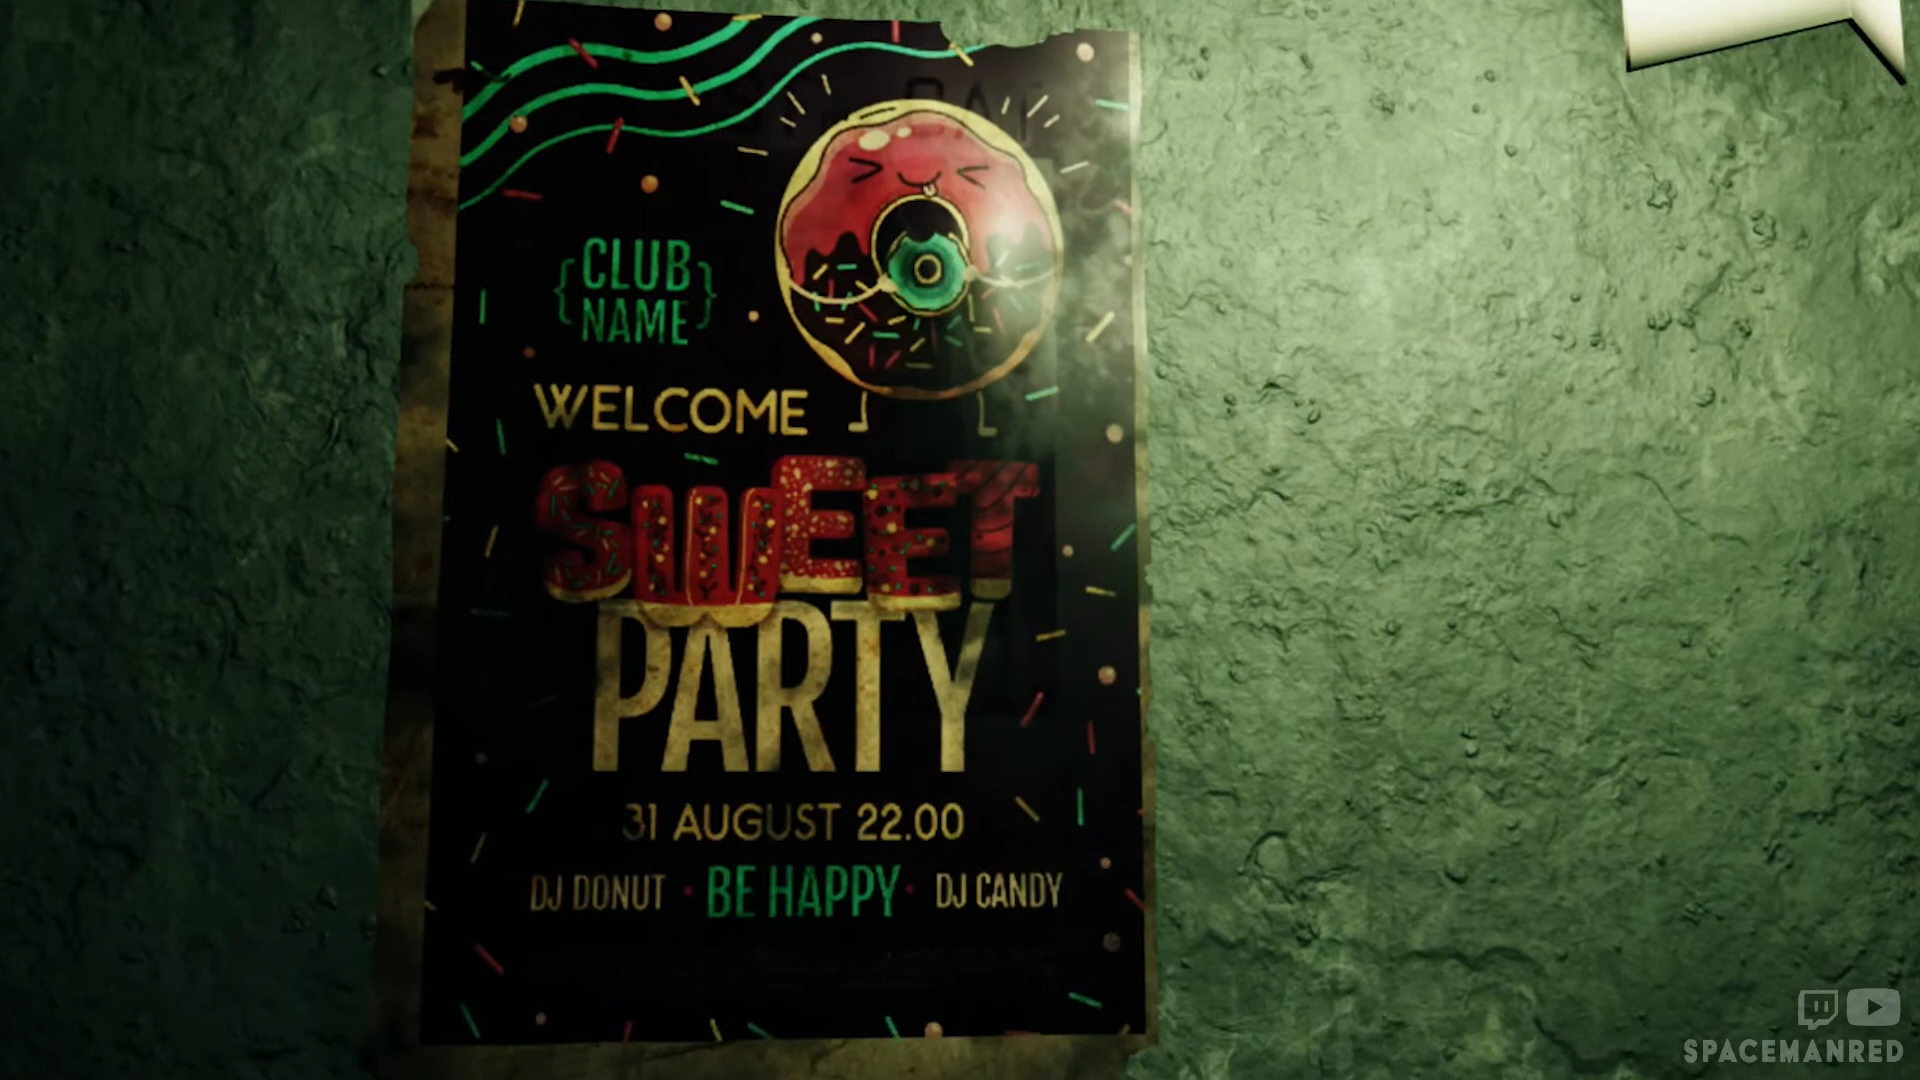 {CLUB
NAME}
WELCOME
SWEET
PARTY
31 AUGUST 22.00
DJ DONUT · BE HAPPY · DJ CANDY
SPACEMANRED